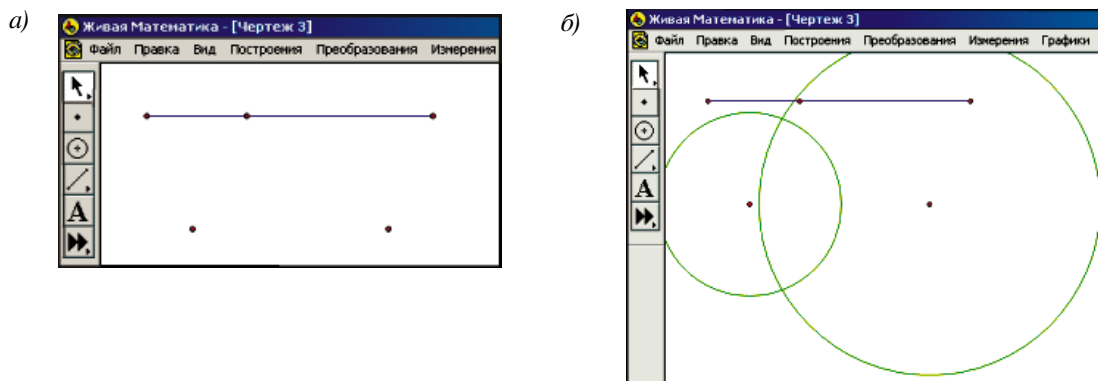 а)
Живая Математика - [Чертеж 3]
Файл Правка Вид Построения Преобразования Измерения
A
б)
Живая Математика - [Чертеж 3]
Файл Правка Вид Построения Преобразования Измерения Графики
A